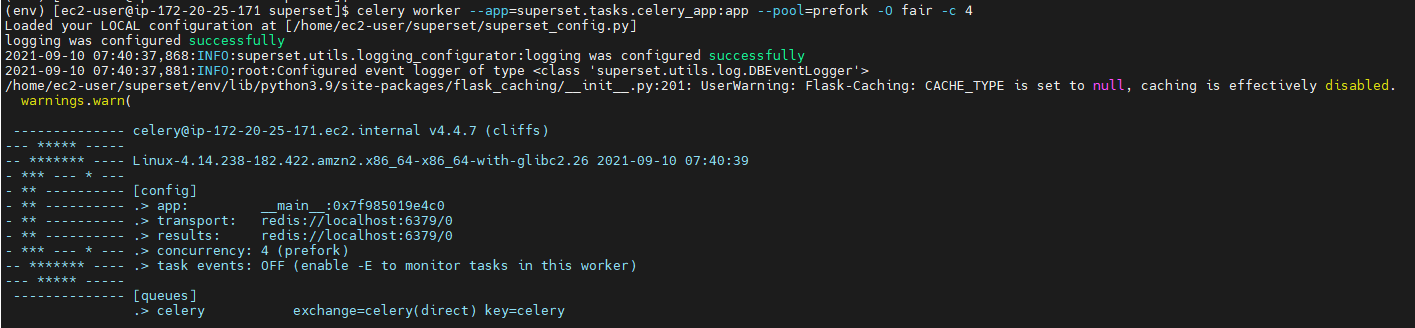 (env) [ec2-user@ip-172-20-25-171 superset]$ celery worker --app=superset.tasks.celery_app:app --pool=prefork -O fair -c 4
Loaded your LOCAL configuration at [/home/ec2-user/superset/superset_config.py]
logging was configured successfully
2021-09-10 07:40:37,868:INFO:superset.utils.logging_configurator:logging was configured successfully
2021-09-10 07:40:37,881:INFO:root:Configured event logger of type <class 'superset.utils.log.DBEventLogger'>
/home/ec2-user/superset/env/lib/python3.9/site-packages/flask_caching/__init__.py:201: UserWarning: Flask-Caching: CACHE_TYPE is set to null, caching is effectively disabled.
  warnings.warn(

 -------------- celery@ip-172-20-25-171.ec2.internal v4.4.7 (cliffs)
--- ***** -----
-- ******* ---- Linux-4.14.238-182.422.amzn2.x86_64-x86_64-with-glibc2.26 2021-09-10 07:40:39
- *** --- * ---
- ** ---------- [config]
- ** ---------- .> app:         __main__:0x7f985019e4c0
- ** ---------- .> transport:   redis://localhost:6379/0
- ** ---------- .> results:     redis://localhost:6379/0
- *** --- * --- .> concurrency: 4 (prefork)
-- ******* ---- .> task events: OFF (enable -E to monitor tasks in this worker)
--- ***** -----
 -------------- [queues]
                .> celery           exchange=celery(direct) key=celery